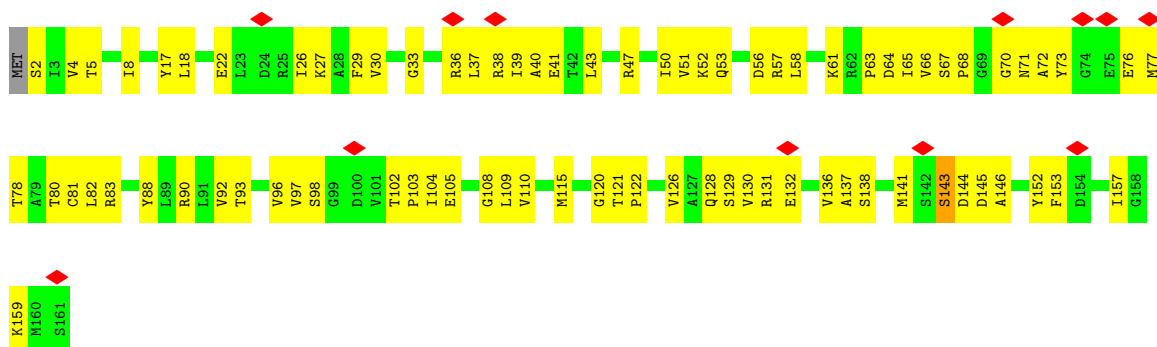 MET S2 I3 V4 T5 I8 Y17 L18 E22 L23 D24 R25 I26 K27 A28 F29 V30 G33 R36 L37 R38 I39 A40 E41 T42 L43 R47 I50 V51 K52 Q53 D56 R57 L58 K61 R62 P63 D64 I65 V66 S67 P68 G69 G70 N71 A72 Y73 G74 E75 E76 M77
T78 A79 T80 C81 L82 R83 Y88 L89 R90 L91 V92 T93 V96 V97 S98 G99 D100 V101 T102 P103 I104 E105 G108 L109 V110 M115 G120 T121 P122 V126 A127 Q128 S129 V130 R131 E132 V136 A137 S138 M141 S142 S143 D144 D145 A146 Y152 F153 D154 I157 G158
K159 M160 S161